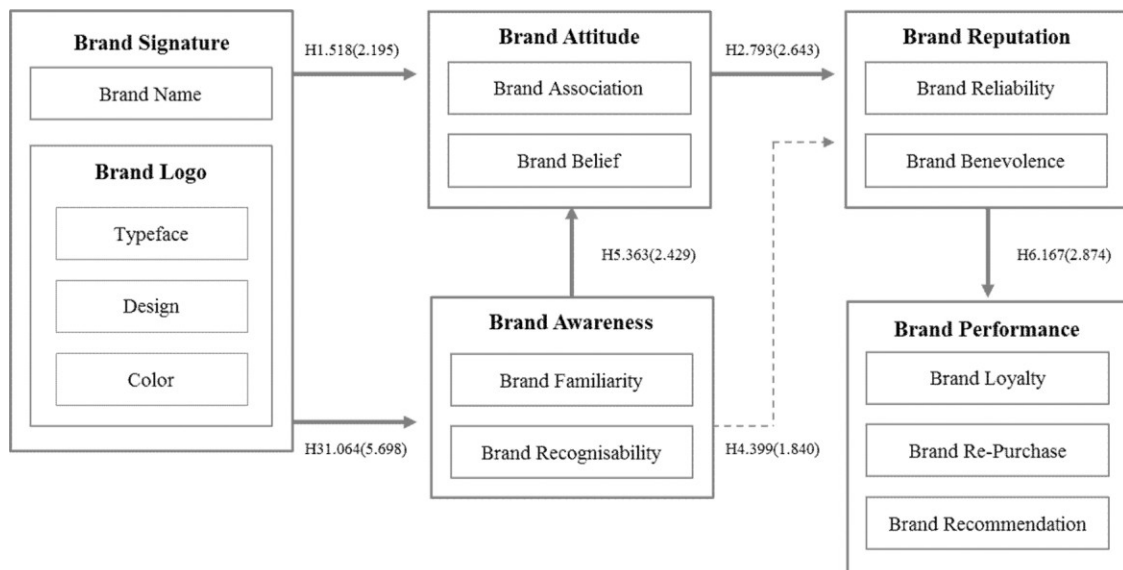 Brand Signature
Brand Name
Brand Logo
Typeface
Design
Color
H1.518(2.195)
H31.064(5.698)
Brand Attitude
Brand Association
Brand Belief
H5.363(2.429)
Brand Awareness
Brand Familiarity
Brand Recognisability
H2.793(2.643)
H4.399(1.840)
Brand Reputation
Brand Reliability
Brand Benevolence
H6.167(2.874)
Brand Performance
Brand Loyalty
Brand Re-Purchase
Brand Recommendation